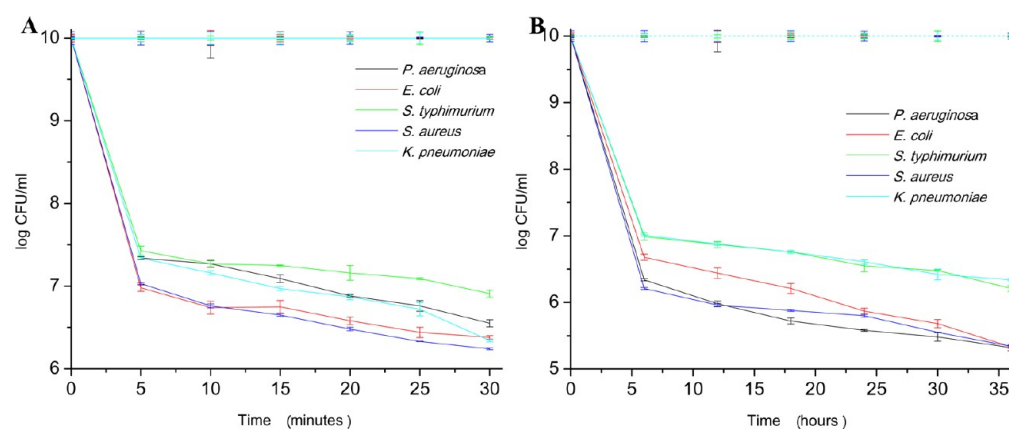 A
10
9
8
7
6
log CFU/ml
P. aeruginosa
E. coli
S. typhimurium
S. aureus
K. pneumoniae
0 5 10 15 20 25 30
Time (minutes)
B
10
9
8
7
6
5
log CFU/ml
P. aeruginosa
E. coli
S. typhimurium
S. aureus
K. pneumoniae
0 5 10 15 20 25 30 35
Time (hours)